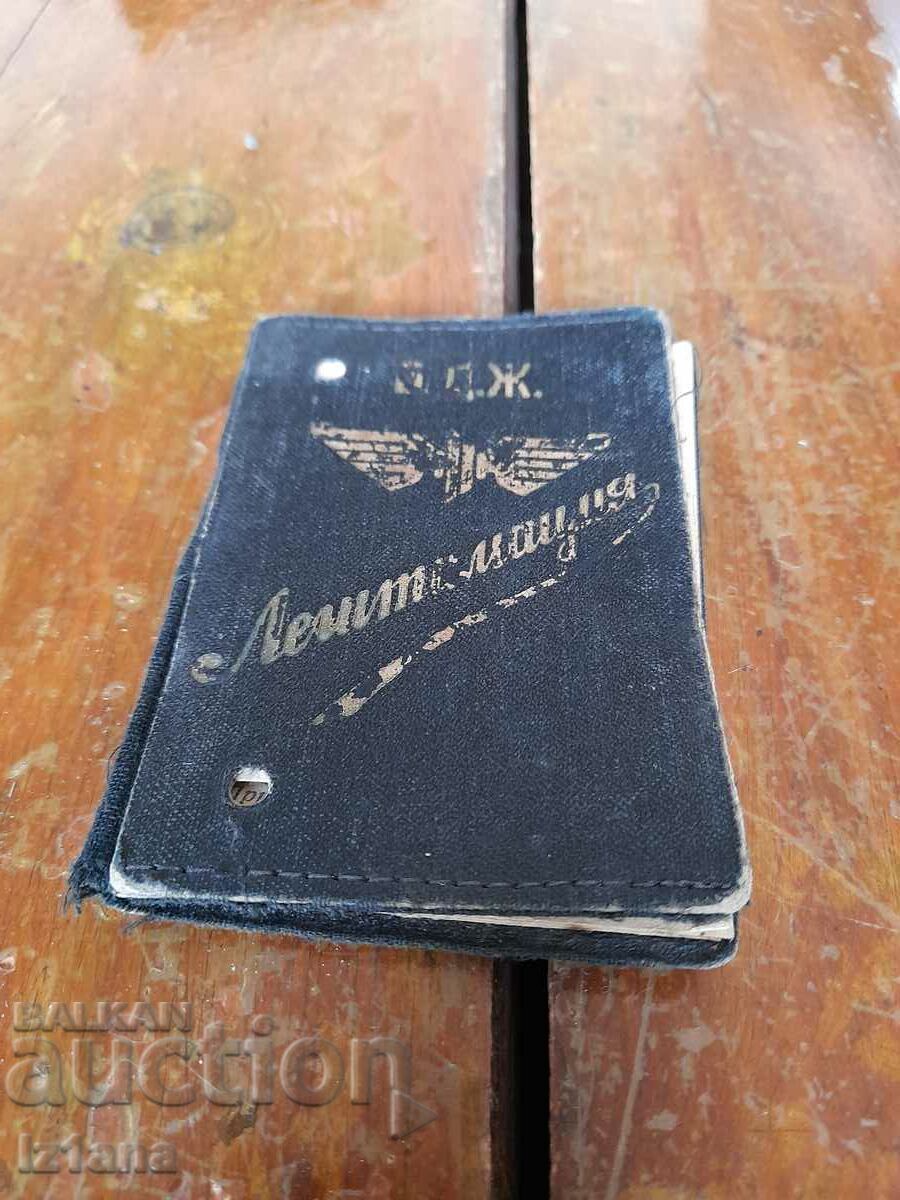 Б.Д.Ж.
Легитимация
BALKAN
auction
iz1ana